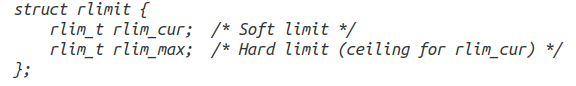 struct rlimit {
    rlim_t rlim_cur;  /* Soft limit */
    rlim_t rlim_max;  /* Hard limit (ceiling for rlim_cur) */
};